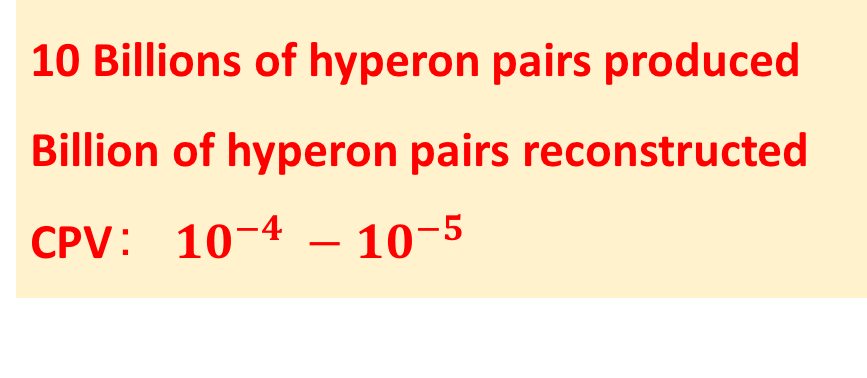 10 Billions of hyperon pairs produced
Billion of hyperon pairs reconstructed
CPV： 10⁻⁴ – 10⁻⁵